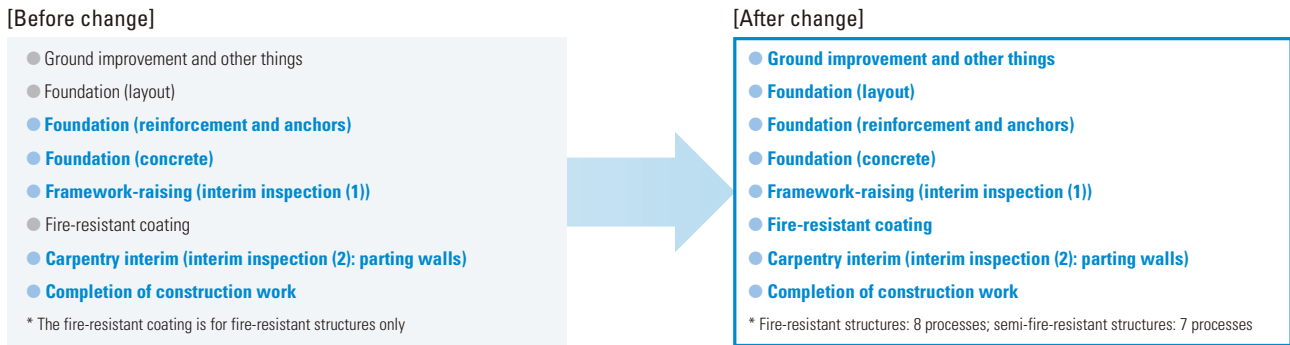 [Before change]
● Ground improvement and other things
● Foundation (layout)
● Foundation (reinforcement and anchors)
● Foundation (concrete)
● Framework-raising (interim inspection (1))
● Fire-resistant coating
● Carpentry interim (interim inspection (2): parting walls)
● Completion of construction work
* The fire-resistant coating is for fire-resistant structures only
[After change]
● Ground improvement and other things
● Foundation (layout)
● Foundation (reinforcement and anchors)
● Foundation (concrete)
● Framework-raising (interim inspection (1))
● Fire-resistant coating
● Carpentry interim (interim inspection (2): parting walls)
● Completion of construction work
* Fire-resistant structures: 8 processes; semi-fire-resistant structures: 7 processes